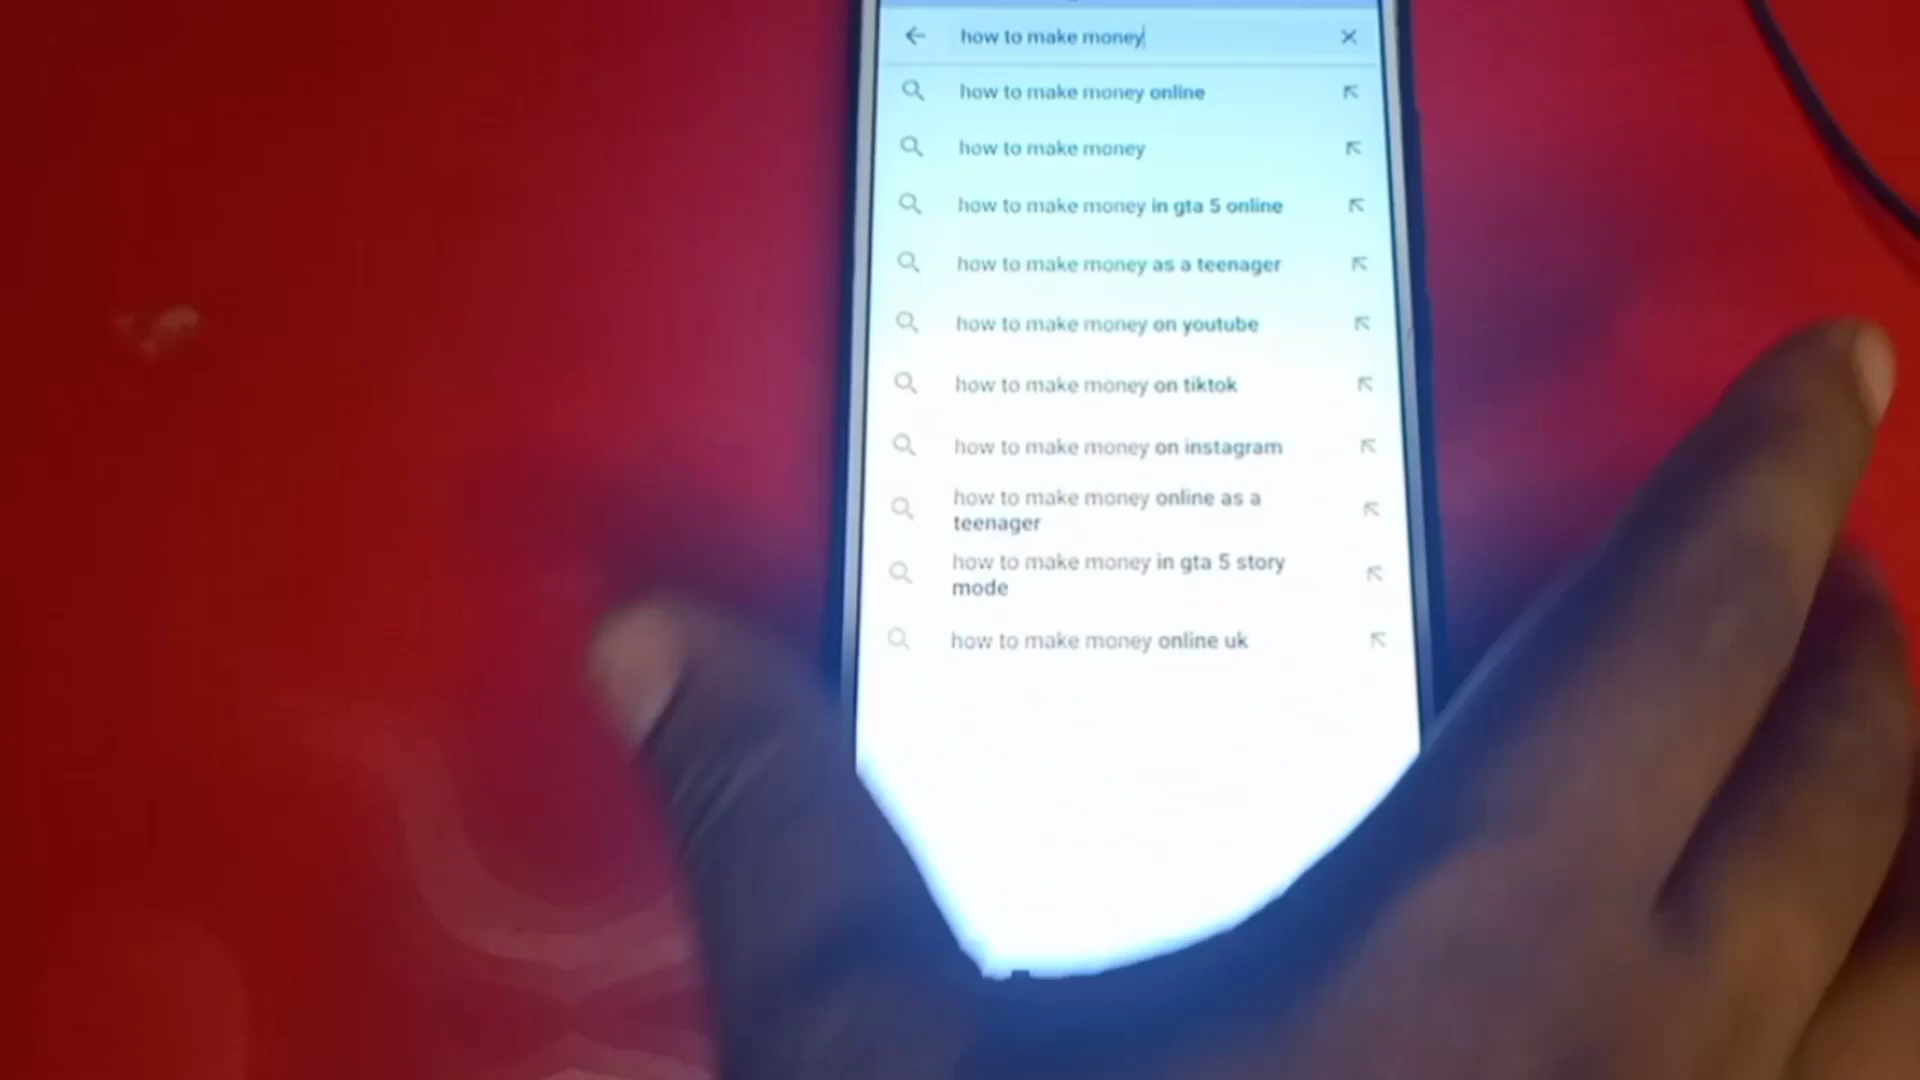 how to make money
how to make money online
how to make money
how to make money in gta 5 online
how to make money as a teenager
how to make money on youtube
how to make money on tiktok
how to make money on instagram
how to make money online as a
teenager
how to make money in gta 5 story
mode
how to make money online uk